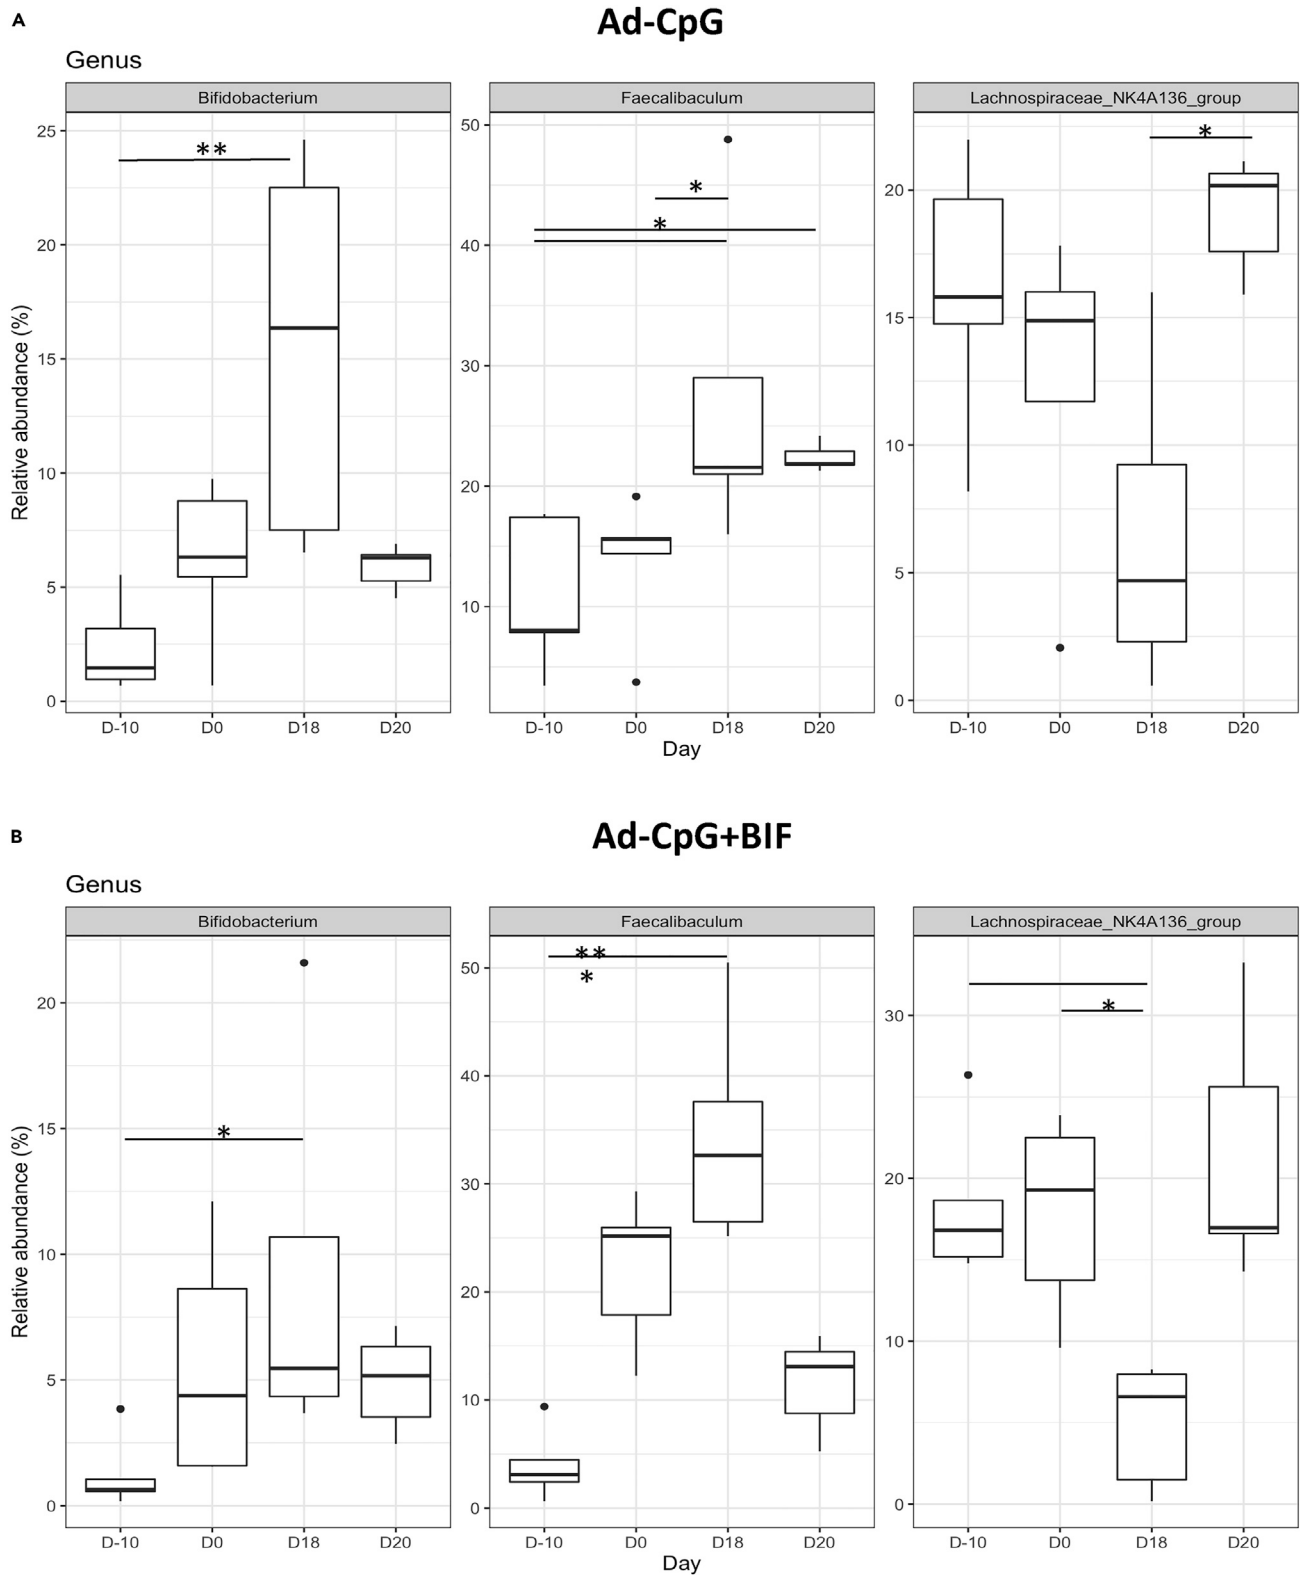 A
Ad-CpG
Genus
Bifidobacterium
Faecalibaculum
Lachnospiraceae_NK4A136_group
Relative abundance (%)
25
20
15
10
5
0
**
D-10 D0 D18 D20
50
40
30
20
10
*
*
D-10 D0 D18 D20
20
15
10
5
0
*
D-10 D0 D18 D20
Day
B
Ad-CpG+BIF
Genus
Bifidobacterium
Faecalibaculum
Lachnospiraceae_NK4A136_group
Relative abundance (%)
20
15
10
5
0
*
D-10 D0 D18 D20
50
40
30
20
10
0
**
*
D-10 D0 D18 D20
30
20
10
0
*
D-10 D0 D18 D20
Day